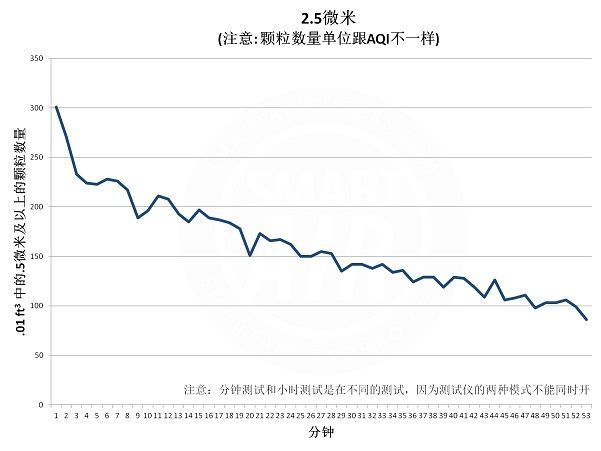 2.5微米
(注意:颗粒数量单位跟AQI不一样)
.01 ft³ 中的.5微米及以上的颗粒数量
350
300
250
200
150
100
50
0
注意：分钟测试和小时测试是在不同的测试，因为测试仪的两种模式不能同时开
1 2 3 4 5 6 7 8 9 10 11 12 13 14 15 16 17 18 19 20 21 22 23 24 25 26 27 28 29 30 31 32 33 34 35 36 37 38 39 40 41 42 43 44 45 46 47 48 49 50 51 52 53
分钟